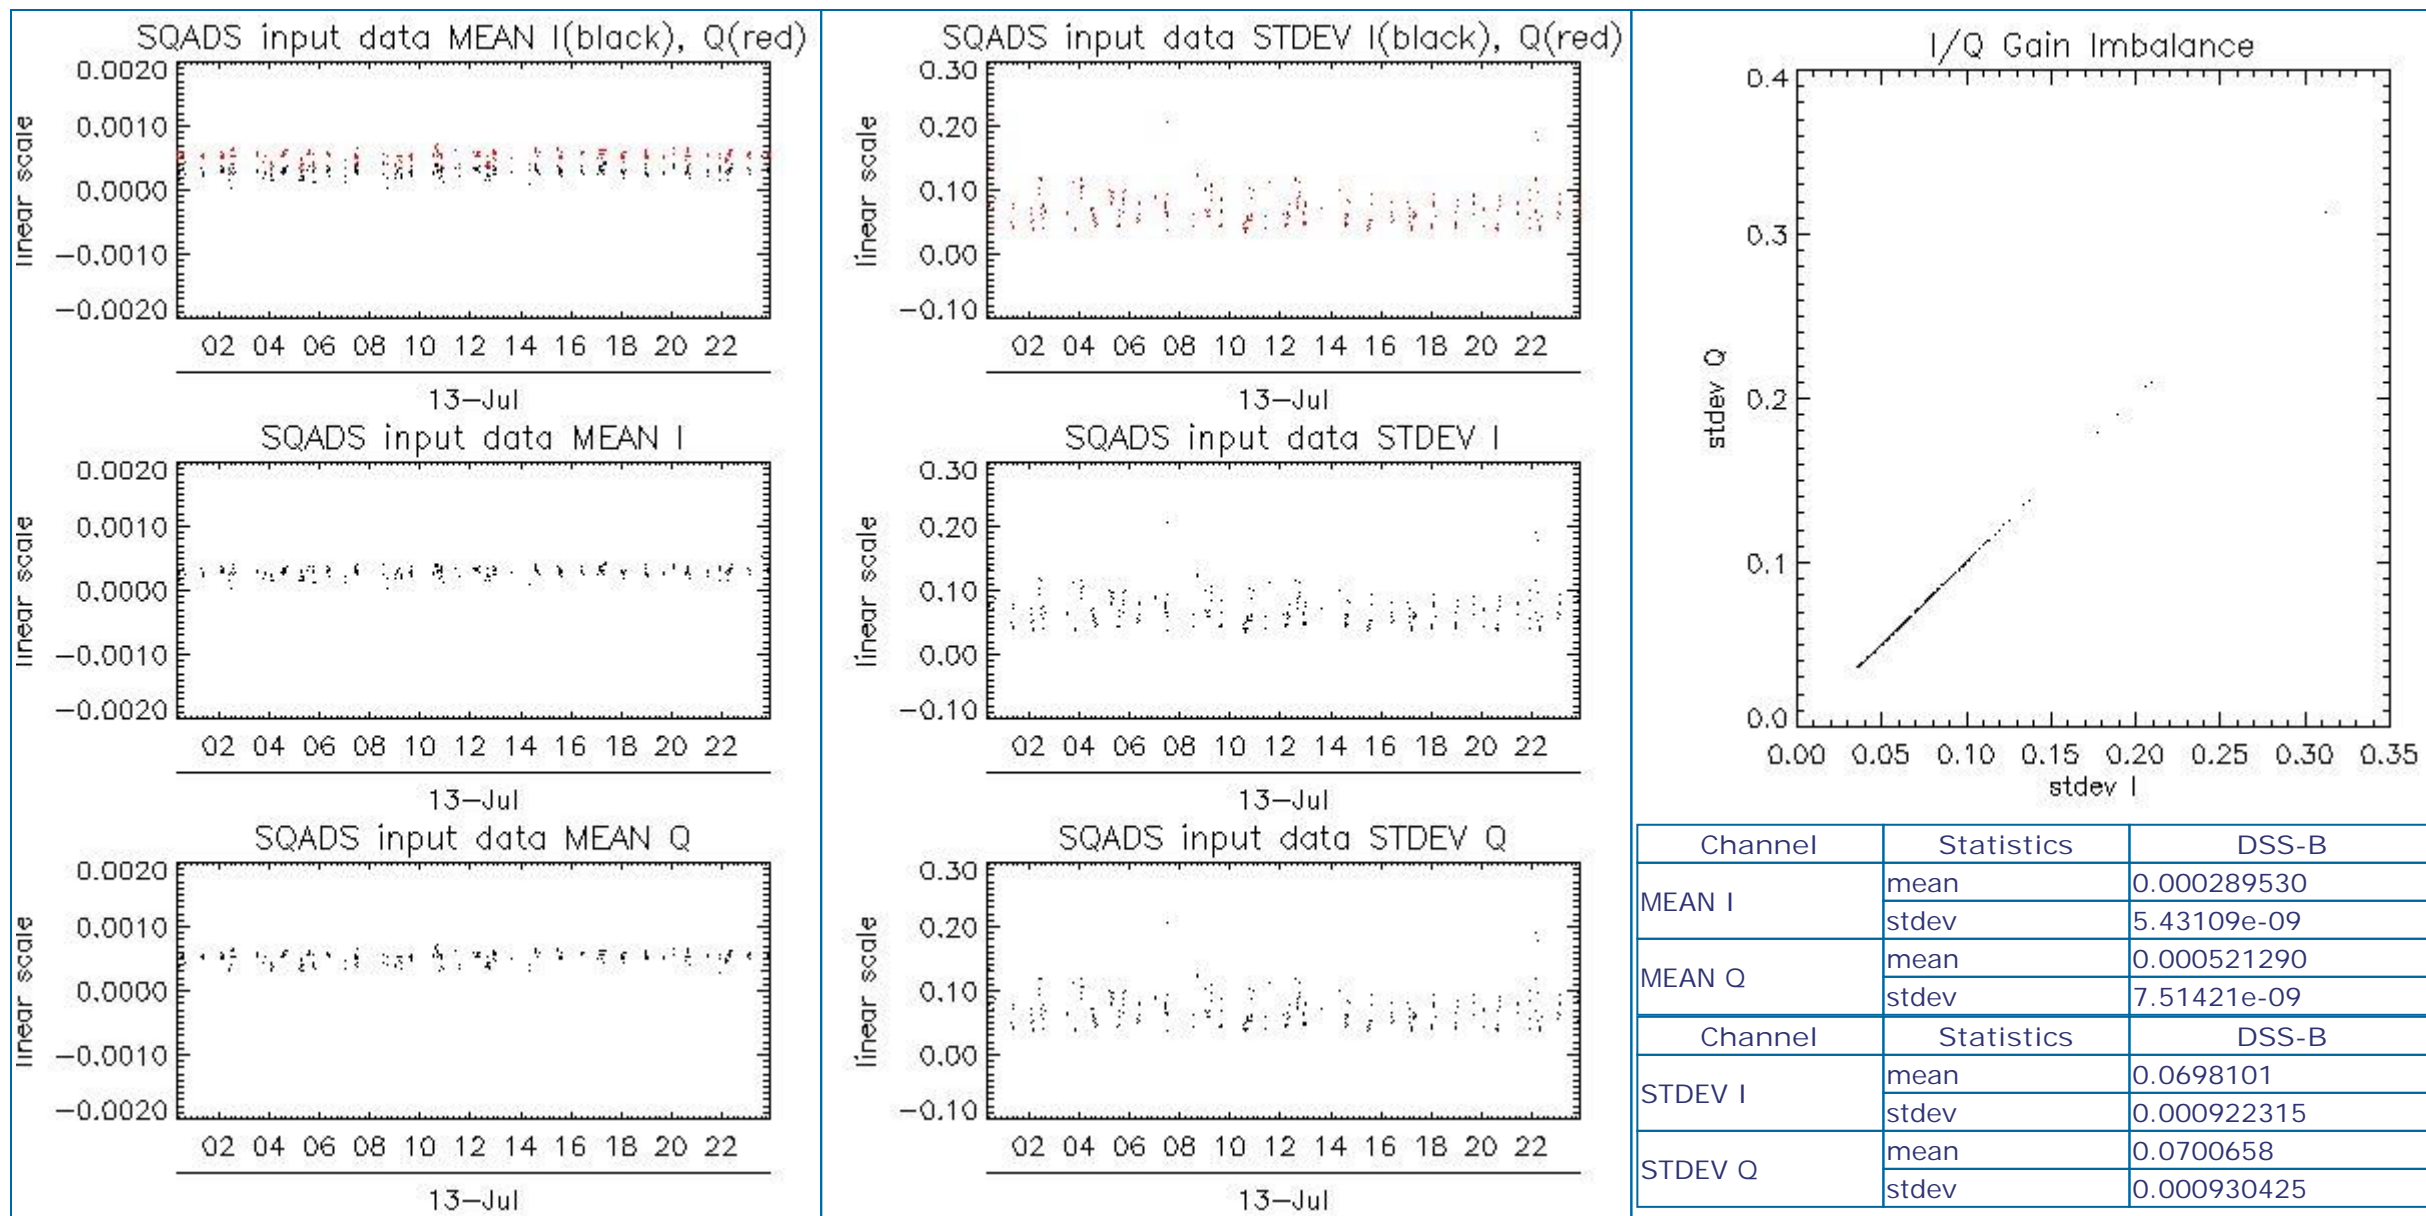 SQADS input data MEAN I(black), Q(red)
0.0020
0.0010
0.0000
−0.0010
−0.0020
linear scale
02 04 06 08 10 12 14 16 18 20 22
13−Jul
SQADS input data MEAN I
0.0020
0.0010
0.0000
−0.0010
−0.0020
linear scale
02 04 06 08 10 12 14 16 18 20 22
13−Jul
SQADS input data MEAN Q
0.0020
0.0010
0.0000
−0.0010
−0.0020
linear scale
02 04 06 08 10 12 14 16 18 20 22
13−Jul
SQADS input data STDEV I(black), Q(red)
0.30
0.20
0.10
0.00
−0.10
linear scale
02 04 06 08 10 12 14 16 18 20 22
13−Jul
SQADS input data STDEV I
0.30
0.20
0.10
0.00
−0.10
linear scale
02 04 06 08 10 12 14 16 18 20 22
13−Jul
SQADS input data STDEV Q
0.30
0.20
0.10
0.00
−0.10
linear scale
02 04 06 08 10 12 14 16 18 20 22
13−Jul
I/Q Gain Imbalance
0.4
0.3
0.2
0.1
0.0
stdev Q
0.00 0.05 0.10 0.15 0.20 0.25 0.30 0.35
stdev I
Channel Statistics DSS-B
MEAN I mean 0.000289530
stdev 5.43109e-09
MEAN Q mean 0.000521290
stdev 7.51421e-09
Channel Statistics DSS-B
STDEV I mean 0.0698101
stdev 0.000922315
STDEV Q mean 0.0700658
stdev 0.000930425